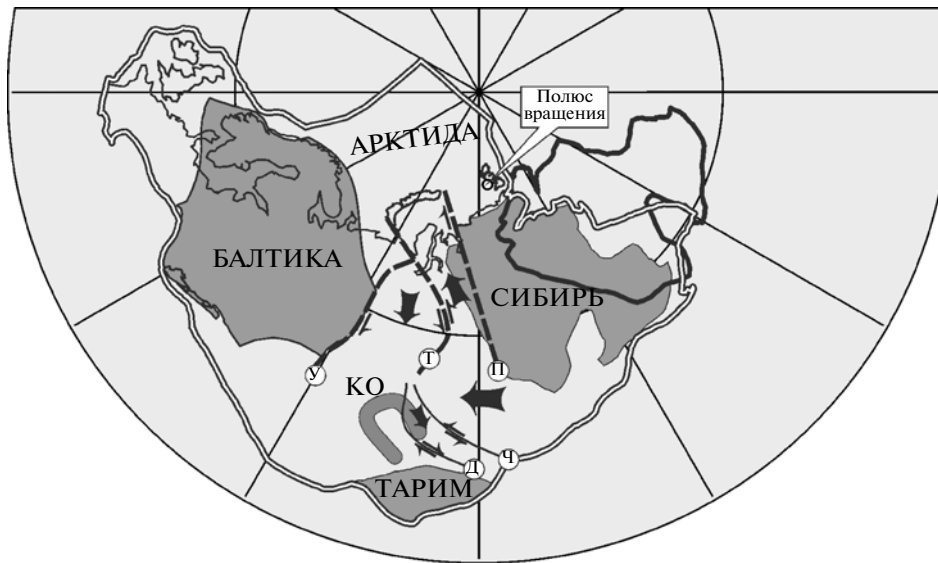 Полюс
вращения
АРКТИДА
БАЛТИКА
СИБИРЬ
У
Т
П
КО
Д
Ч
ТАРИМ